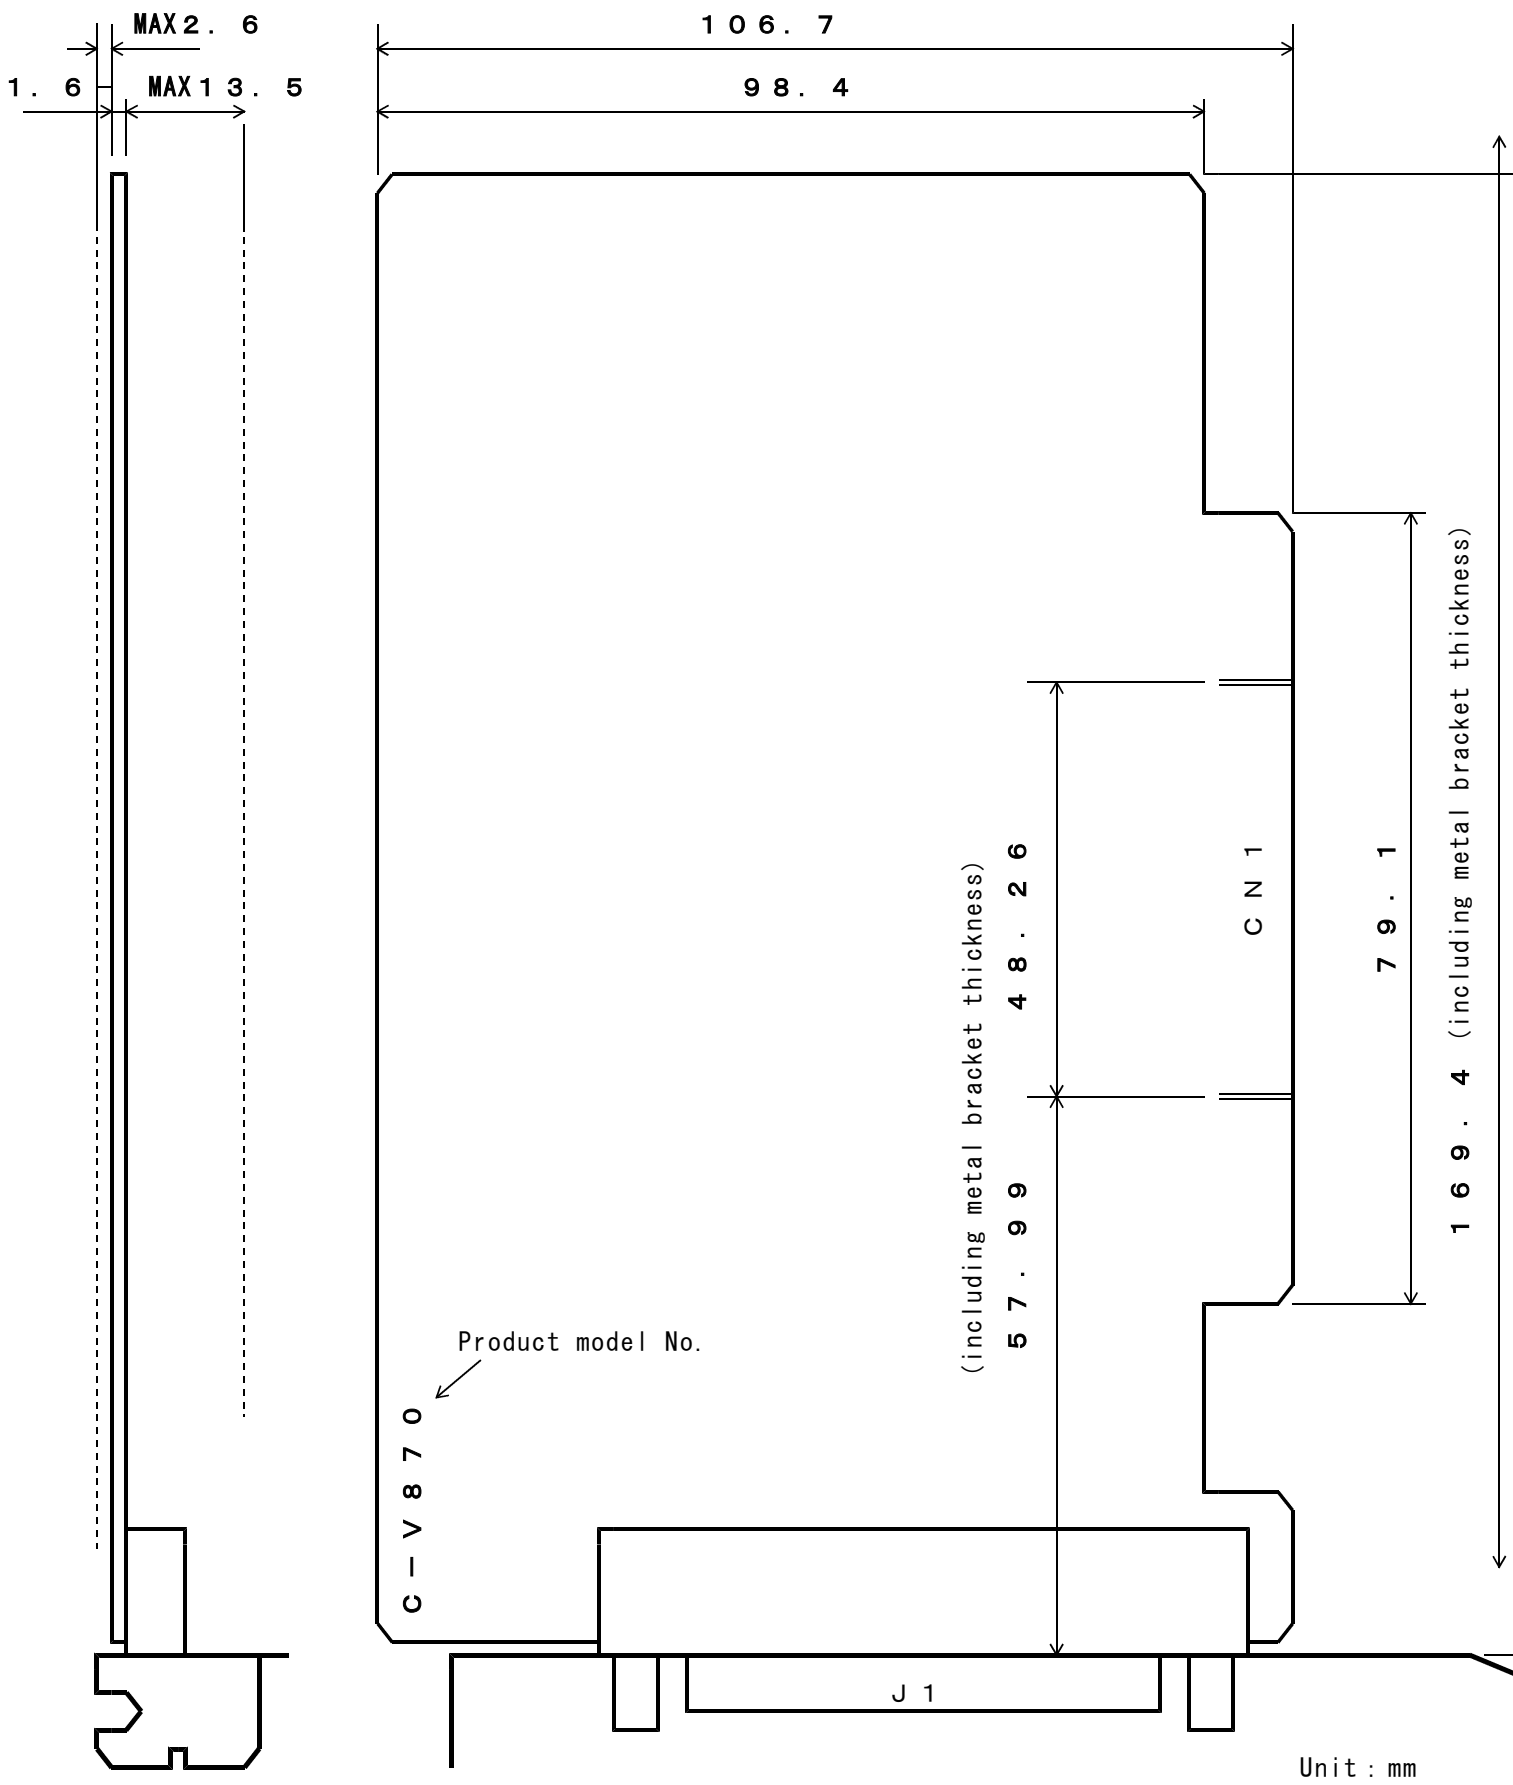 MAX2.6
106.7
1.6
MAX13.5
98.4
169.4 (including metal bracket thickness)
79.1
CN1
48.26
57.99
(including metal bracket thickness)
Product model No.
C-V870
J1
Unit : mm